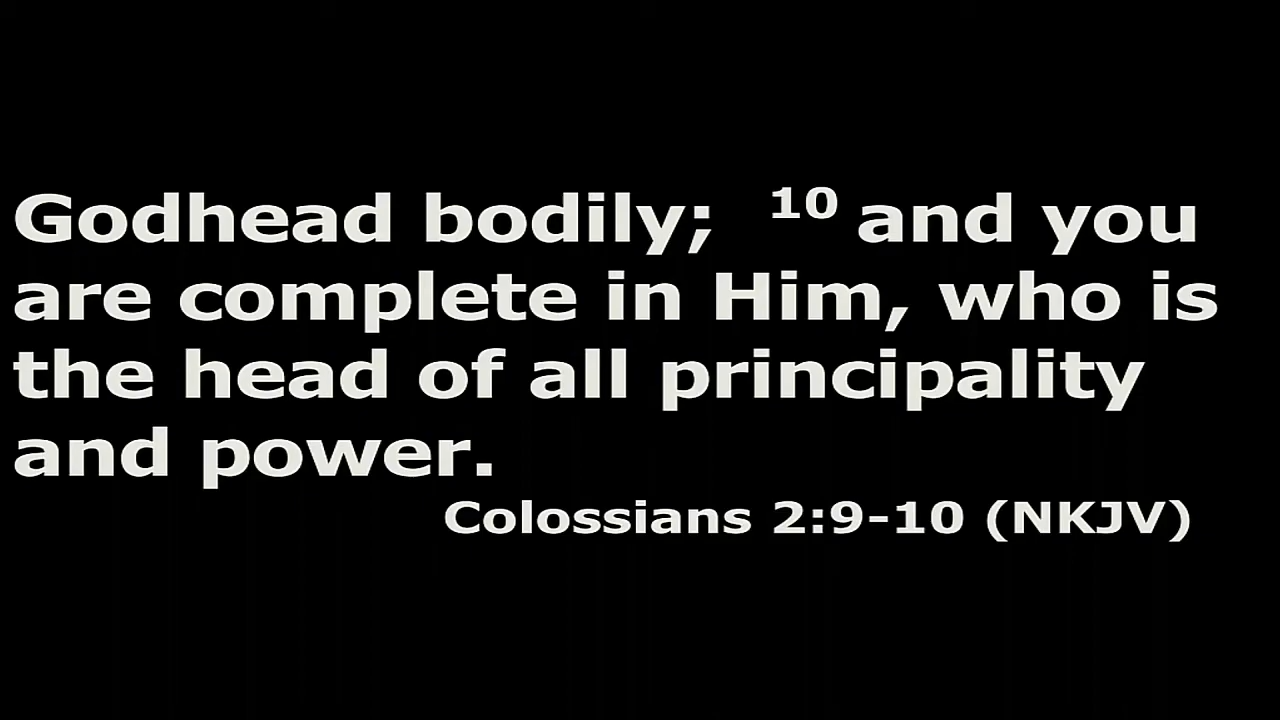 Godhead bodily; ¹⁰ and you
are complete in Him, who is
the head of all principality
and power.
Colossians 2:9-10 (NKJV)